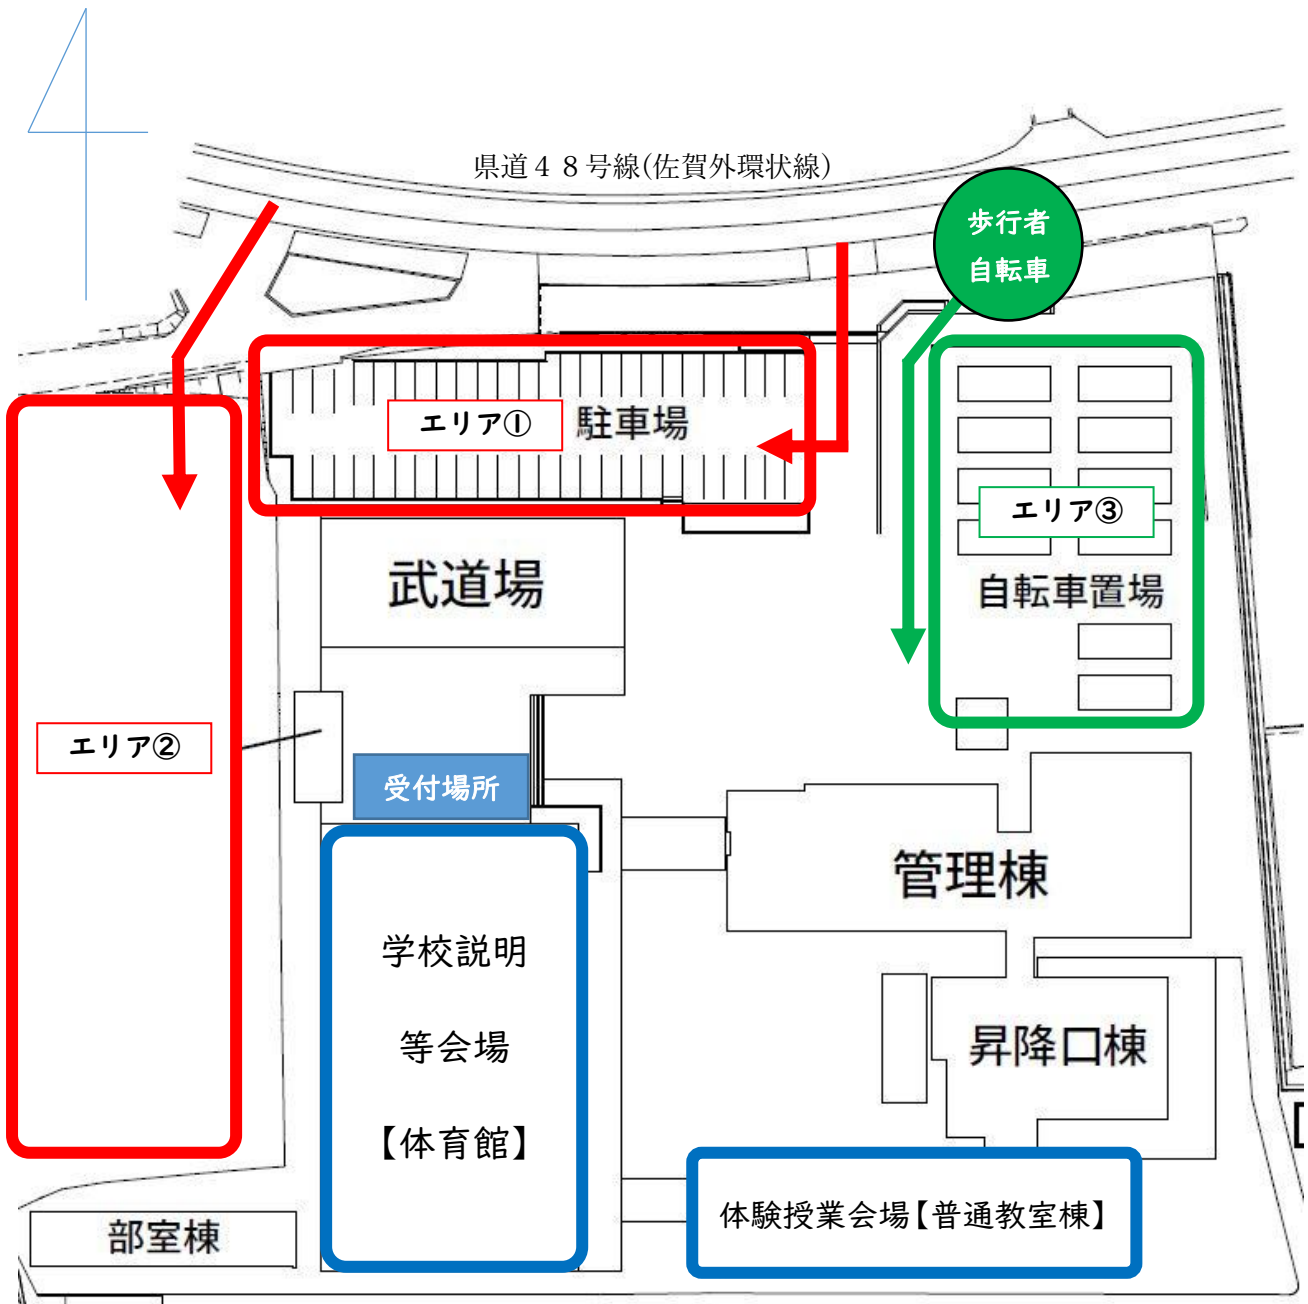 県道４８号線(佐賀外環状線)
歩行者
自転車
エリア①
駐車場
エリア③
自転車置場
武道場
エリア②
受付場所
管理棟
学校説明
等会場
【体育館】
昇降口棟
体験授業会場【普通教室棟】
部室棟